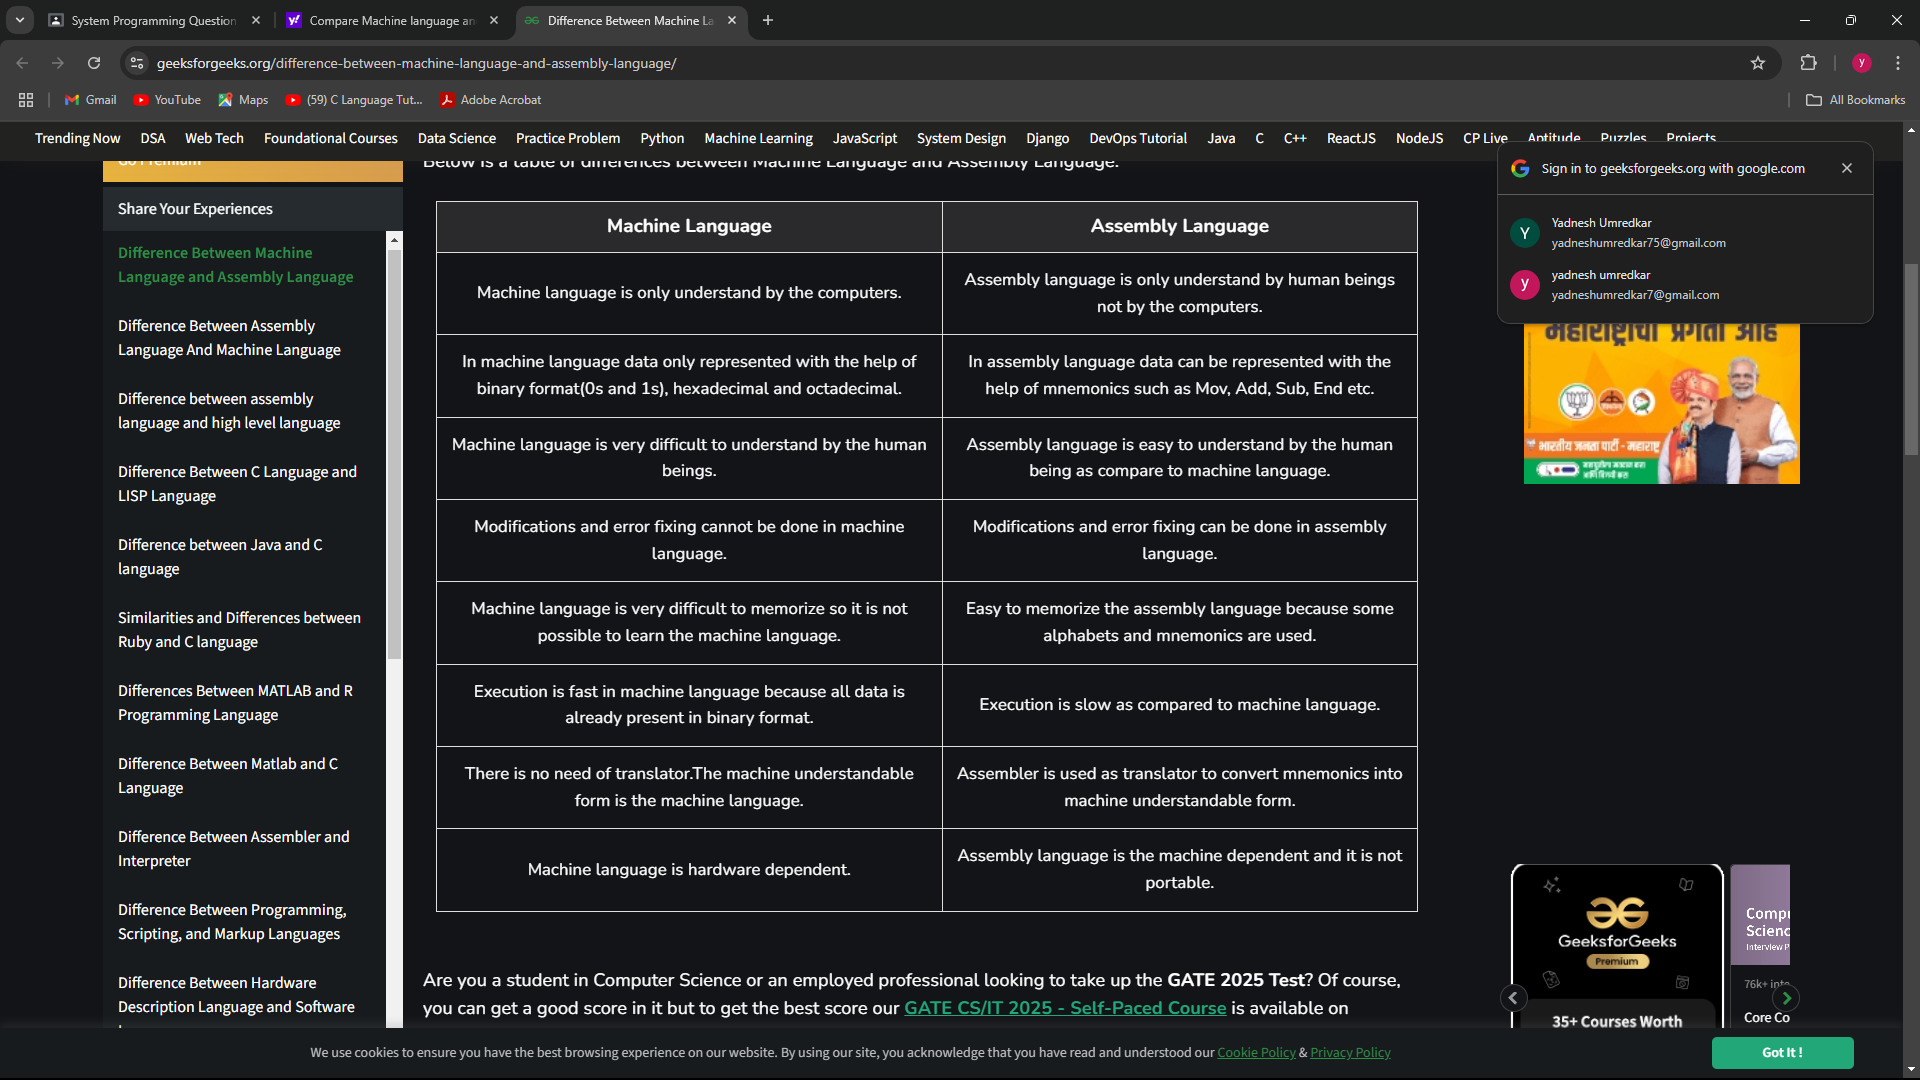 System Programming Question
Compare Machine language an
Difference Between Machine La
geeksforgeeks.org/difference-between-machine-language-and-assembly-language/
y
Gmail
YouTube
Maps
(59) C Language Tut...
Adobe Acrobat
All Bookmarks
Trending Now DSA Web Tech Foundational Courses Data Science Practice Problem Python Machine Learning JavaScript System Design Django DevOps Tutorial Java C C++ ReactJS NodeJS CP Live Aptitude Puzzles Projects
Go Premium
Share Your Experiences
Difference Between Machine
Language and Assembly Language
Difference Between Assembly
Language And Machine Language
Difference between assembly
language and high level language
Difference Between C Language and
LISP Language
Difference between Java and C
language
Similarities and Differences between
Ruby and C language
Differences Between MATLAB and R
Programming Language
Difference Between Matlab and C
Language
Difference Between Assembler and
Interpreter
Difference Between Programming,
Scripting, and Markup Languages
Difference Between Hardware
Description Language and Software
Below is a table of differences between Machine Language and Assembly Language.
Machine Language
Assembly Language
Machine language is only understand by the computers.
Assembly language is only understand by human beings
not by the computers.
In machine language data only represented with the help of
binary format(0s and 1s), hexadecimal and octadecimal.
In assembly language data can be represented with the
help of mnemonics such as Mov, Add, Sub, End etc.
Machine language is very difficult to understand by the human
beings.
Assembly language is easy to understand by the human
being as compare to machine language.
Modifications and error fixing cannot be done in machine
language.
Modifications and error fixing can be done in assembly
language.
Machine language is very difficult to memorize so it is not
possible to learn the machine language.
Easy to memorize the assembly language because some
alphabets and mnemonics are used.
Execution is fast in machine language because all data is
already present in binary format.
Execution is slow as compared to machine language.
There is no need of translator.The machine understandable
form is the machine language.
Assembler is used as translator to convert mnemonics into
machine understandable form.
Machine language is hardware dependent.
Assembly language is the machine dependent and it is not
portable.
Are you a student in Computer Science or an employed professional looking to take up the GATE 2025 Test? Of course,
you can get a good score in it but to get the best score our GATE CS/IT 2025 - Self-Paced Course is available on
Sign in to geeksforgeeks.org with google.com
Y
Yadnesh Umredkar
yadneshumredkar75@gmail.com
y
yadnesh umredkar
yadneshumredkar7@gmail.com
महाराष्ट्राची प्रगती आहे
भारतीय जनता पार्टी - महाराष्ट्र
GeeksforGeeks
Premium
35+ Courses Worth
Compu
Scienc
Interview P
76k+ inte
Core Co
We use cookies to ensure you have the best browsing experience on our website. By using our site, you acknowledge that you have read and understood our Cookie Policy & Privacy Policy
Got It !